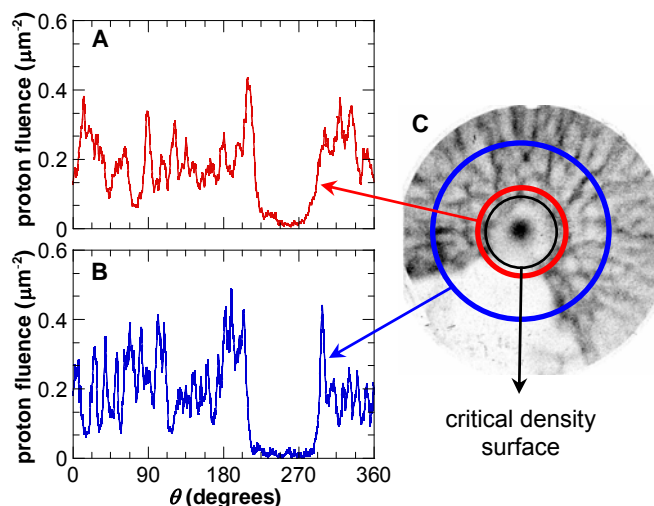 A
proton fluence (μm-2)
0.6
0.4
0.2
0
B
proton fluence (μm-2)
0.6
0.4
0.2
0
0 90 180 270 360
θ (degrees)
C
critical density
surface